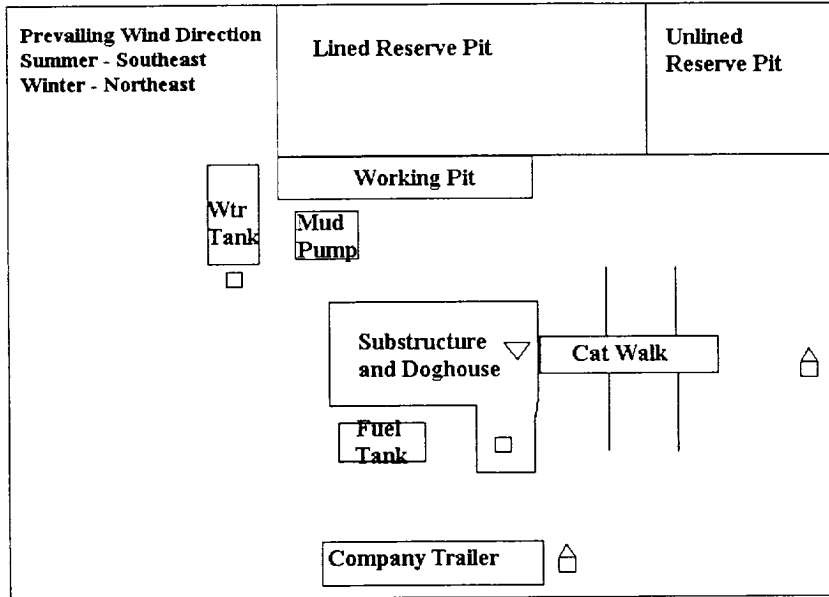 Prevailing Wind Direction
Summer - Southeast
Winter - Northeast
Lined Reserve Pit
Unlined
Reserve Pit
Working Pit
Wtr
Tank
Mud
Pump
Substructure
and Doghouse
Cat Walk
Fuel
Tank
Company Trailer